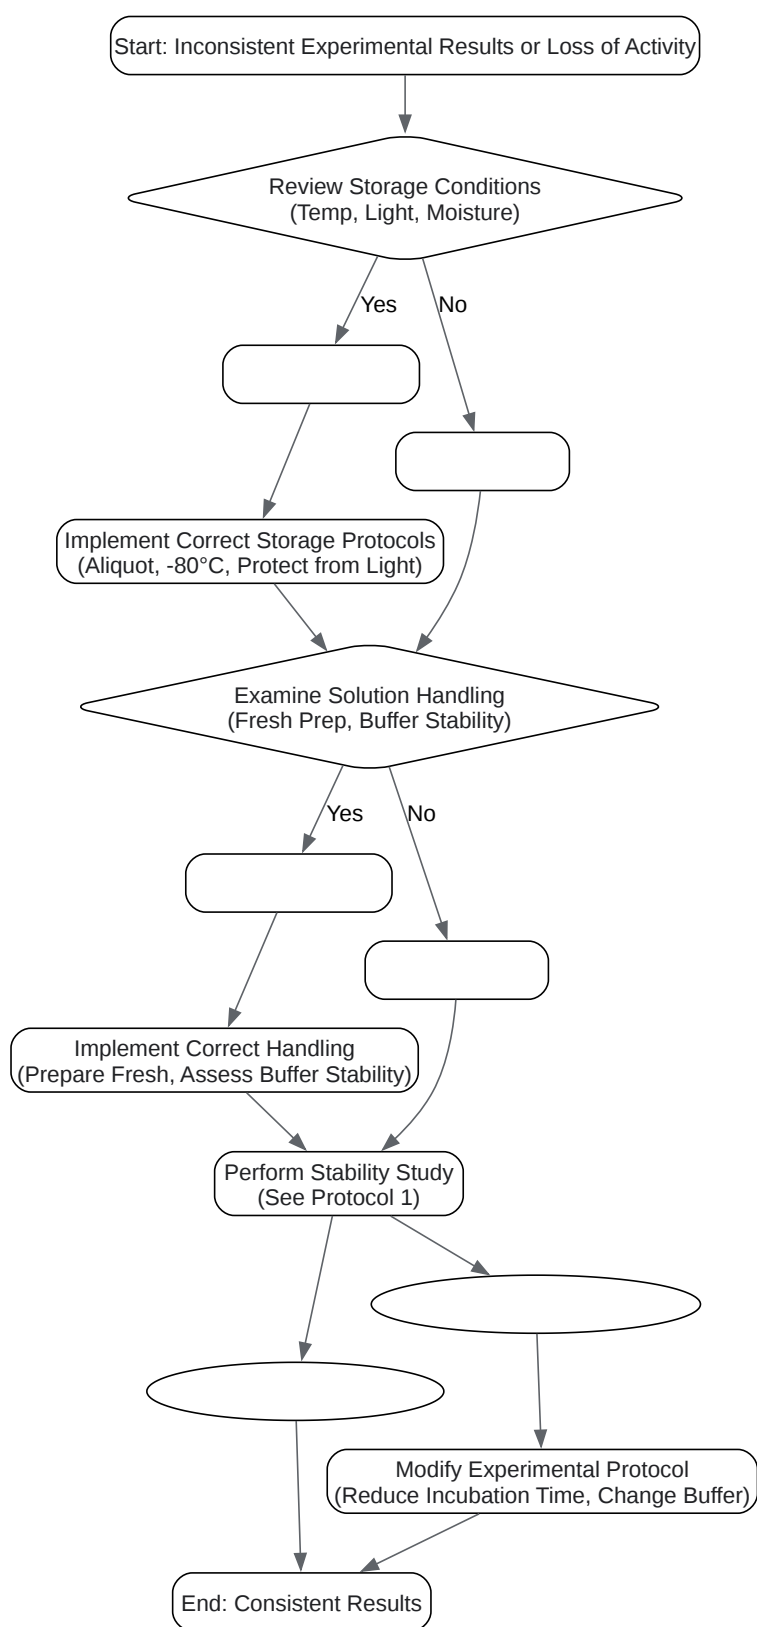 Start: Inconsistent Experimental Results or Loss of Activity
Review Storage Conditions
(Temp, Light, Moisture)
Yes
No
Implement Correct Storage Protocols
(Aliquot, -80°C, Protect from Light)
Examine Solution Handling
(Fresh Prep, Buffer Stability)
Yes
No
Implement Correct Handling
(Prepare Fresh, Assess Buffer Stability)
Perform Stability Study
(See Protocol 1)
Modify Experimental Protocol
(Reduce Incubation Time, Change Buffer)
End: Consistent Results